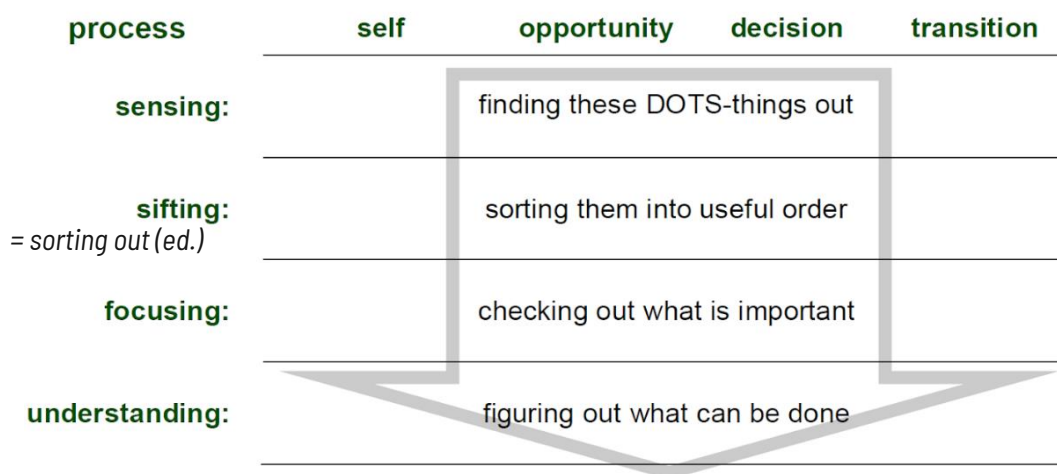 process self opportunity decision transition
sensing: finding these DOTS-things out
sifting: sorting them into useful order
= sorting out (ed.)
focusing: checking out what is important
understanding: figuring out what can be done